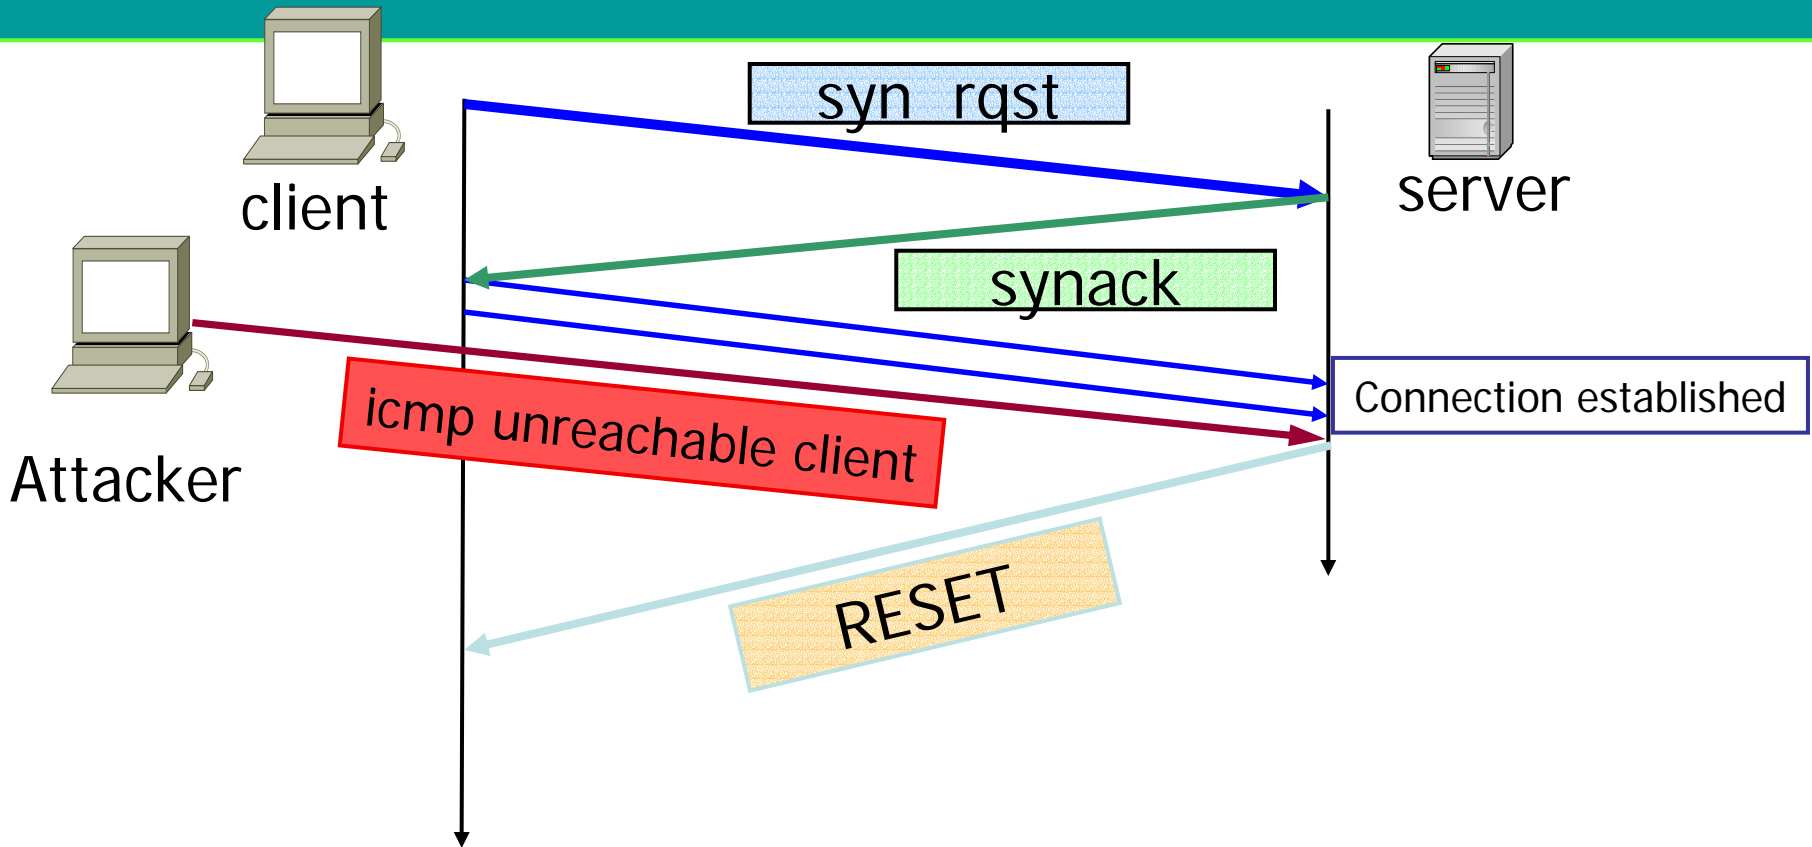 syn rqst
client
server
synack
Connection established
icmp unreachable client
Attacker
RESET